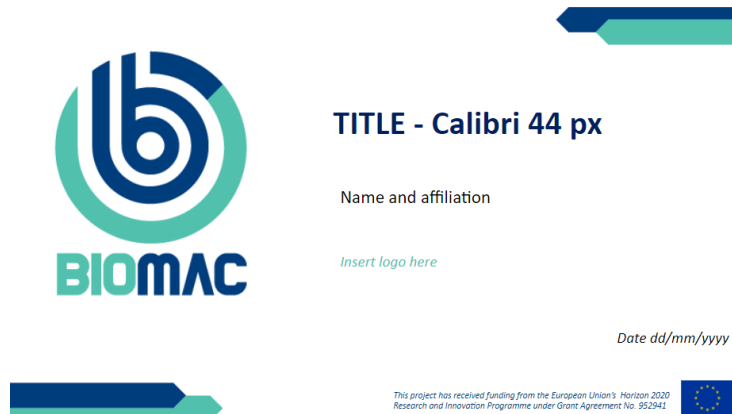 TITLE - Calibri 44 px
Name and affiliation
Insert logo here
BIOMAC
Date dd/mm/yyyy
This project has received funding from the European Union's Horizon 2020
Research and Innovation Programme under Grant Agreement No. 952941